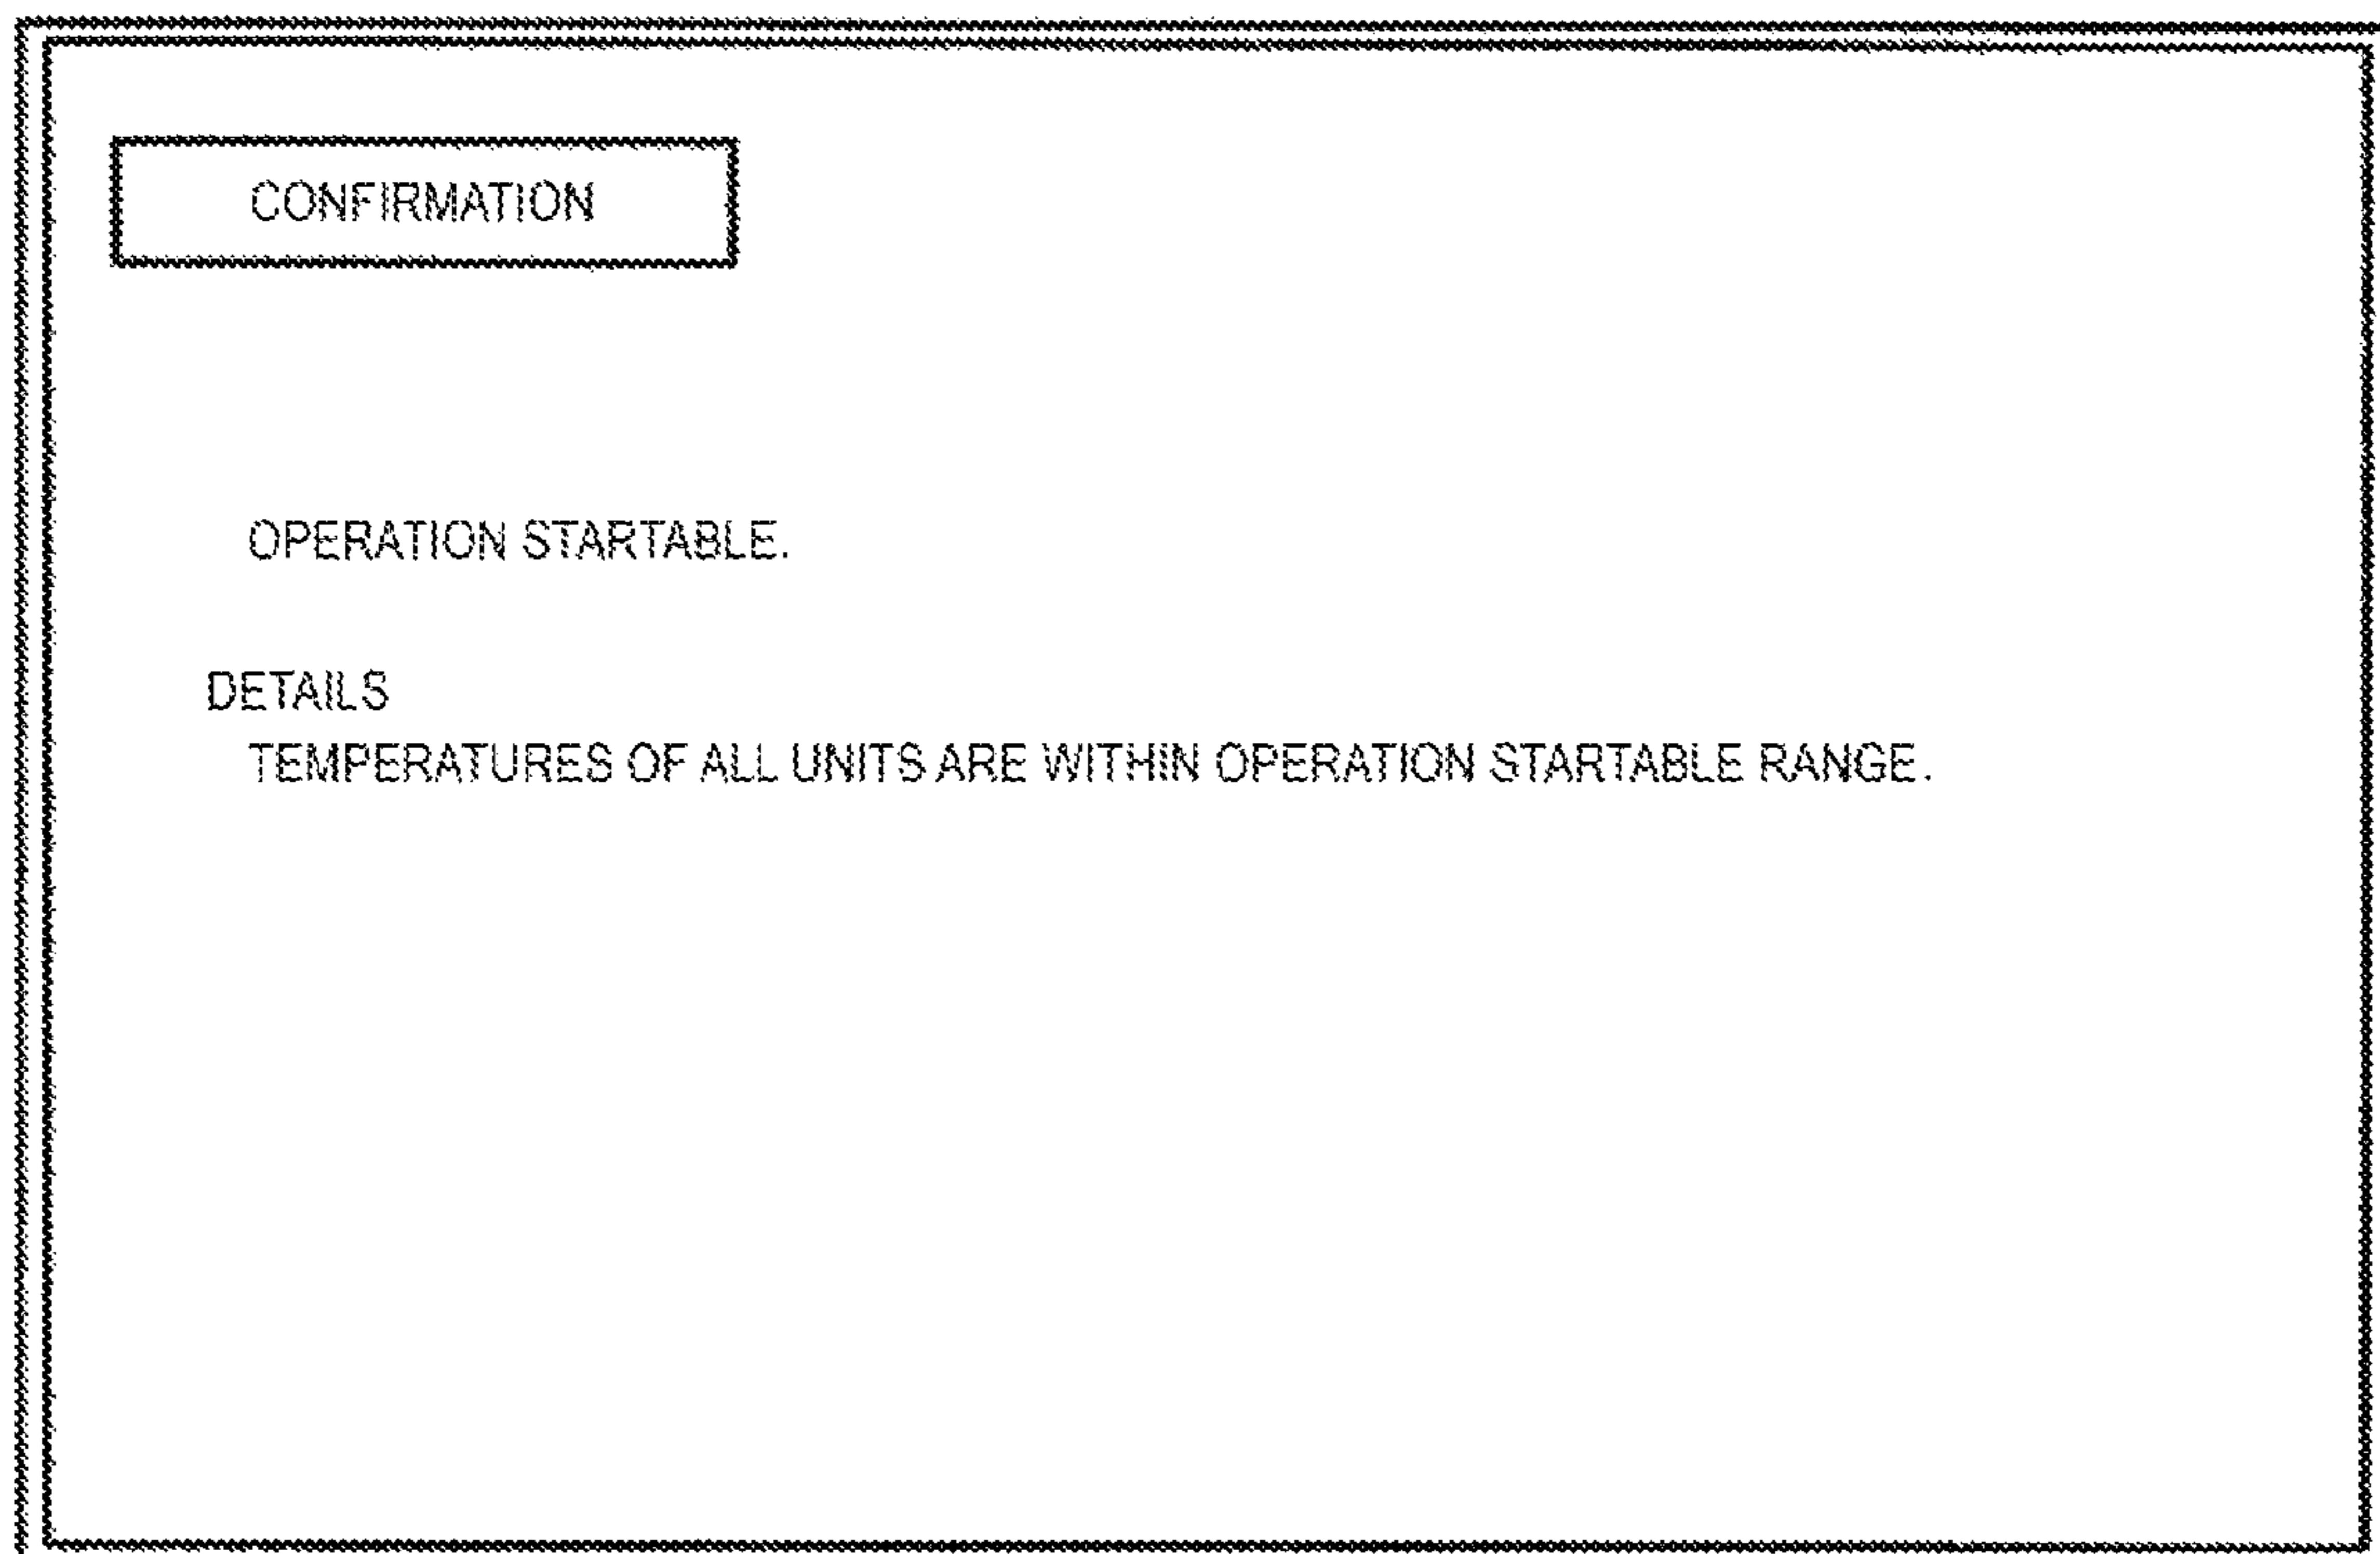 CONFIRMATION
OPERATION STARTABLE.
DETAILS
TEMPERATURES OF ALL UNITS ARE WITHIN OPERATION STARTABLE RANGE.